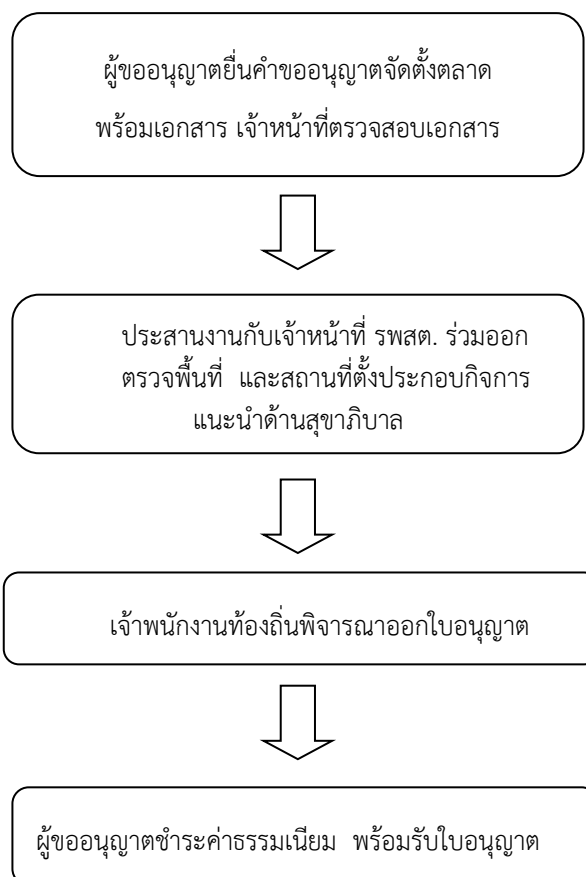 ผู้ขออนุญาตยื่นคำขออนุญาตจัดตั้งตลาด
พร้อมเอกสาร เจ้าหน้าที่ตรวจสอบเอกสาร
ประสานงานกับเจ้าหน้าที่ รพสต. ร่วมออก
ตรวจพื้นที่ และสถานที่ตั้งประกอบกิจการ
แนะนำด้านสุขาภิบาล
เจ้าพนักงานท้องถิ่นพิจารณาออกใบอนุญาต
ผู้ขออนุญาตชำระค่าธรรมเนียม พร้อมรับใบอนุญาต